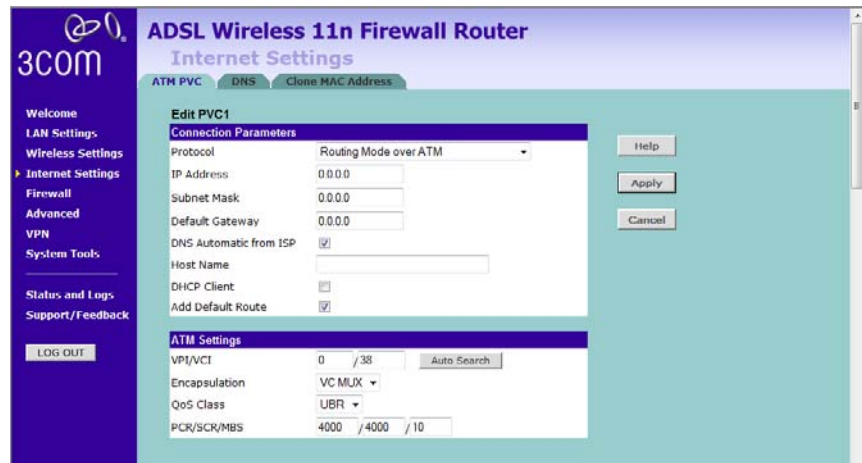 3COM
ADSL Wireless 11n Firewall Router
Internet Settings
ATM PVC DNS Clone MAC Address
Welcome
LAN Settings
Wireless Settings
Internet Settings
Firewall
Advanced
VPN
System Tools
Status and Logs
Support/Feedback
LOG OUT
Edit PVC1
Connection Parameters
Protocol Routing Mode over ATM
IP Address 0.0.0.0
Subnet Mask 0.0.0.0
Default Gateway 0.0.0.0
DNS Automatic from ISP
Host Name
DHCP Client
Add Default Route
ATM Settings
VPI/VCI 0 / 38 Auto Search
Encapsulation VC MUX
QoS Class UBR
PCR/SCR/MBS 4000 / 4000 / 10
Help
Apply
Cancel